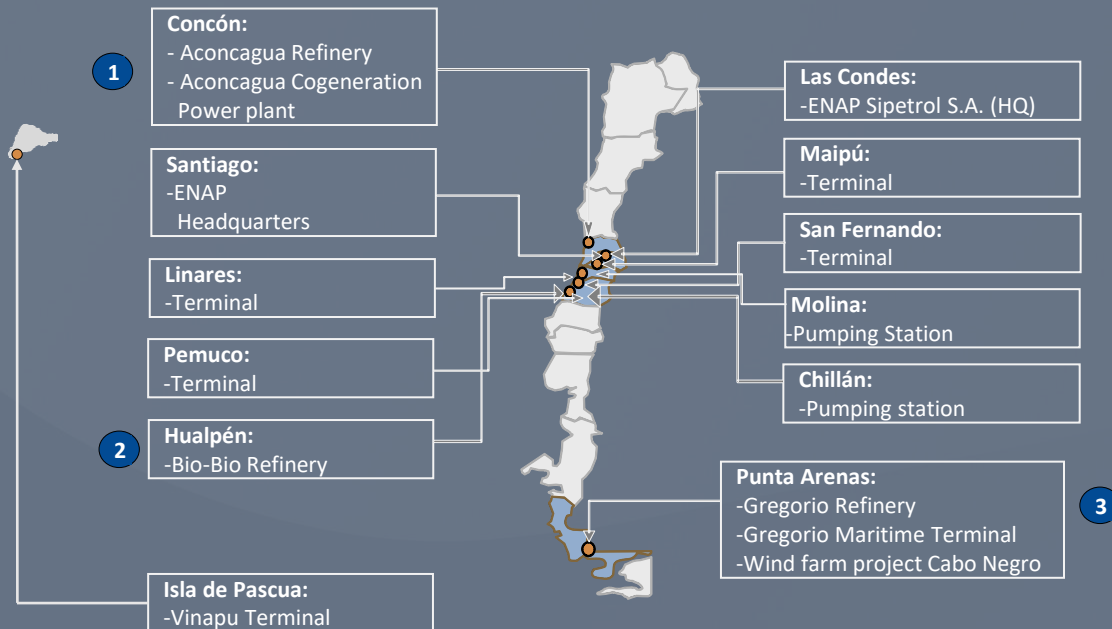 1
Concón:
- Aconcagua Refinery
- Aconcagua Cogeneration
Power plant
Santiago:
-ENAP
Headquarters
Linares:
-Terminal
Pemuco:
-Terminal
2
Hualpén:
-Bio-Bio Refinery
Isla de Pascua:
-Vinapu Terminal
Las Condes:
-ENAP Sipetrol S.A. (HQ)
Maipú:
-Terminal
San Fernando:
-Terminal
Molina:
-Pumping Station
Chillán:
-Pumping station
Punta Arenas:
-Gregorio Refinery
-Gregorio Maritime Terminal
-Wind farm project Cabo Negro
3